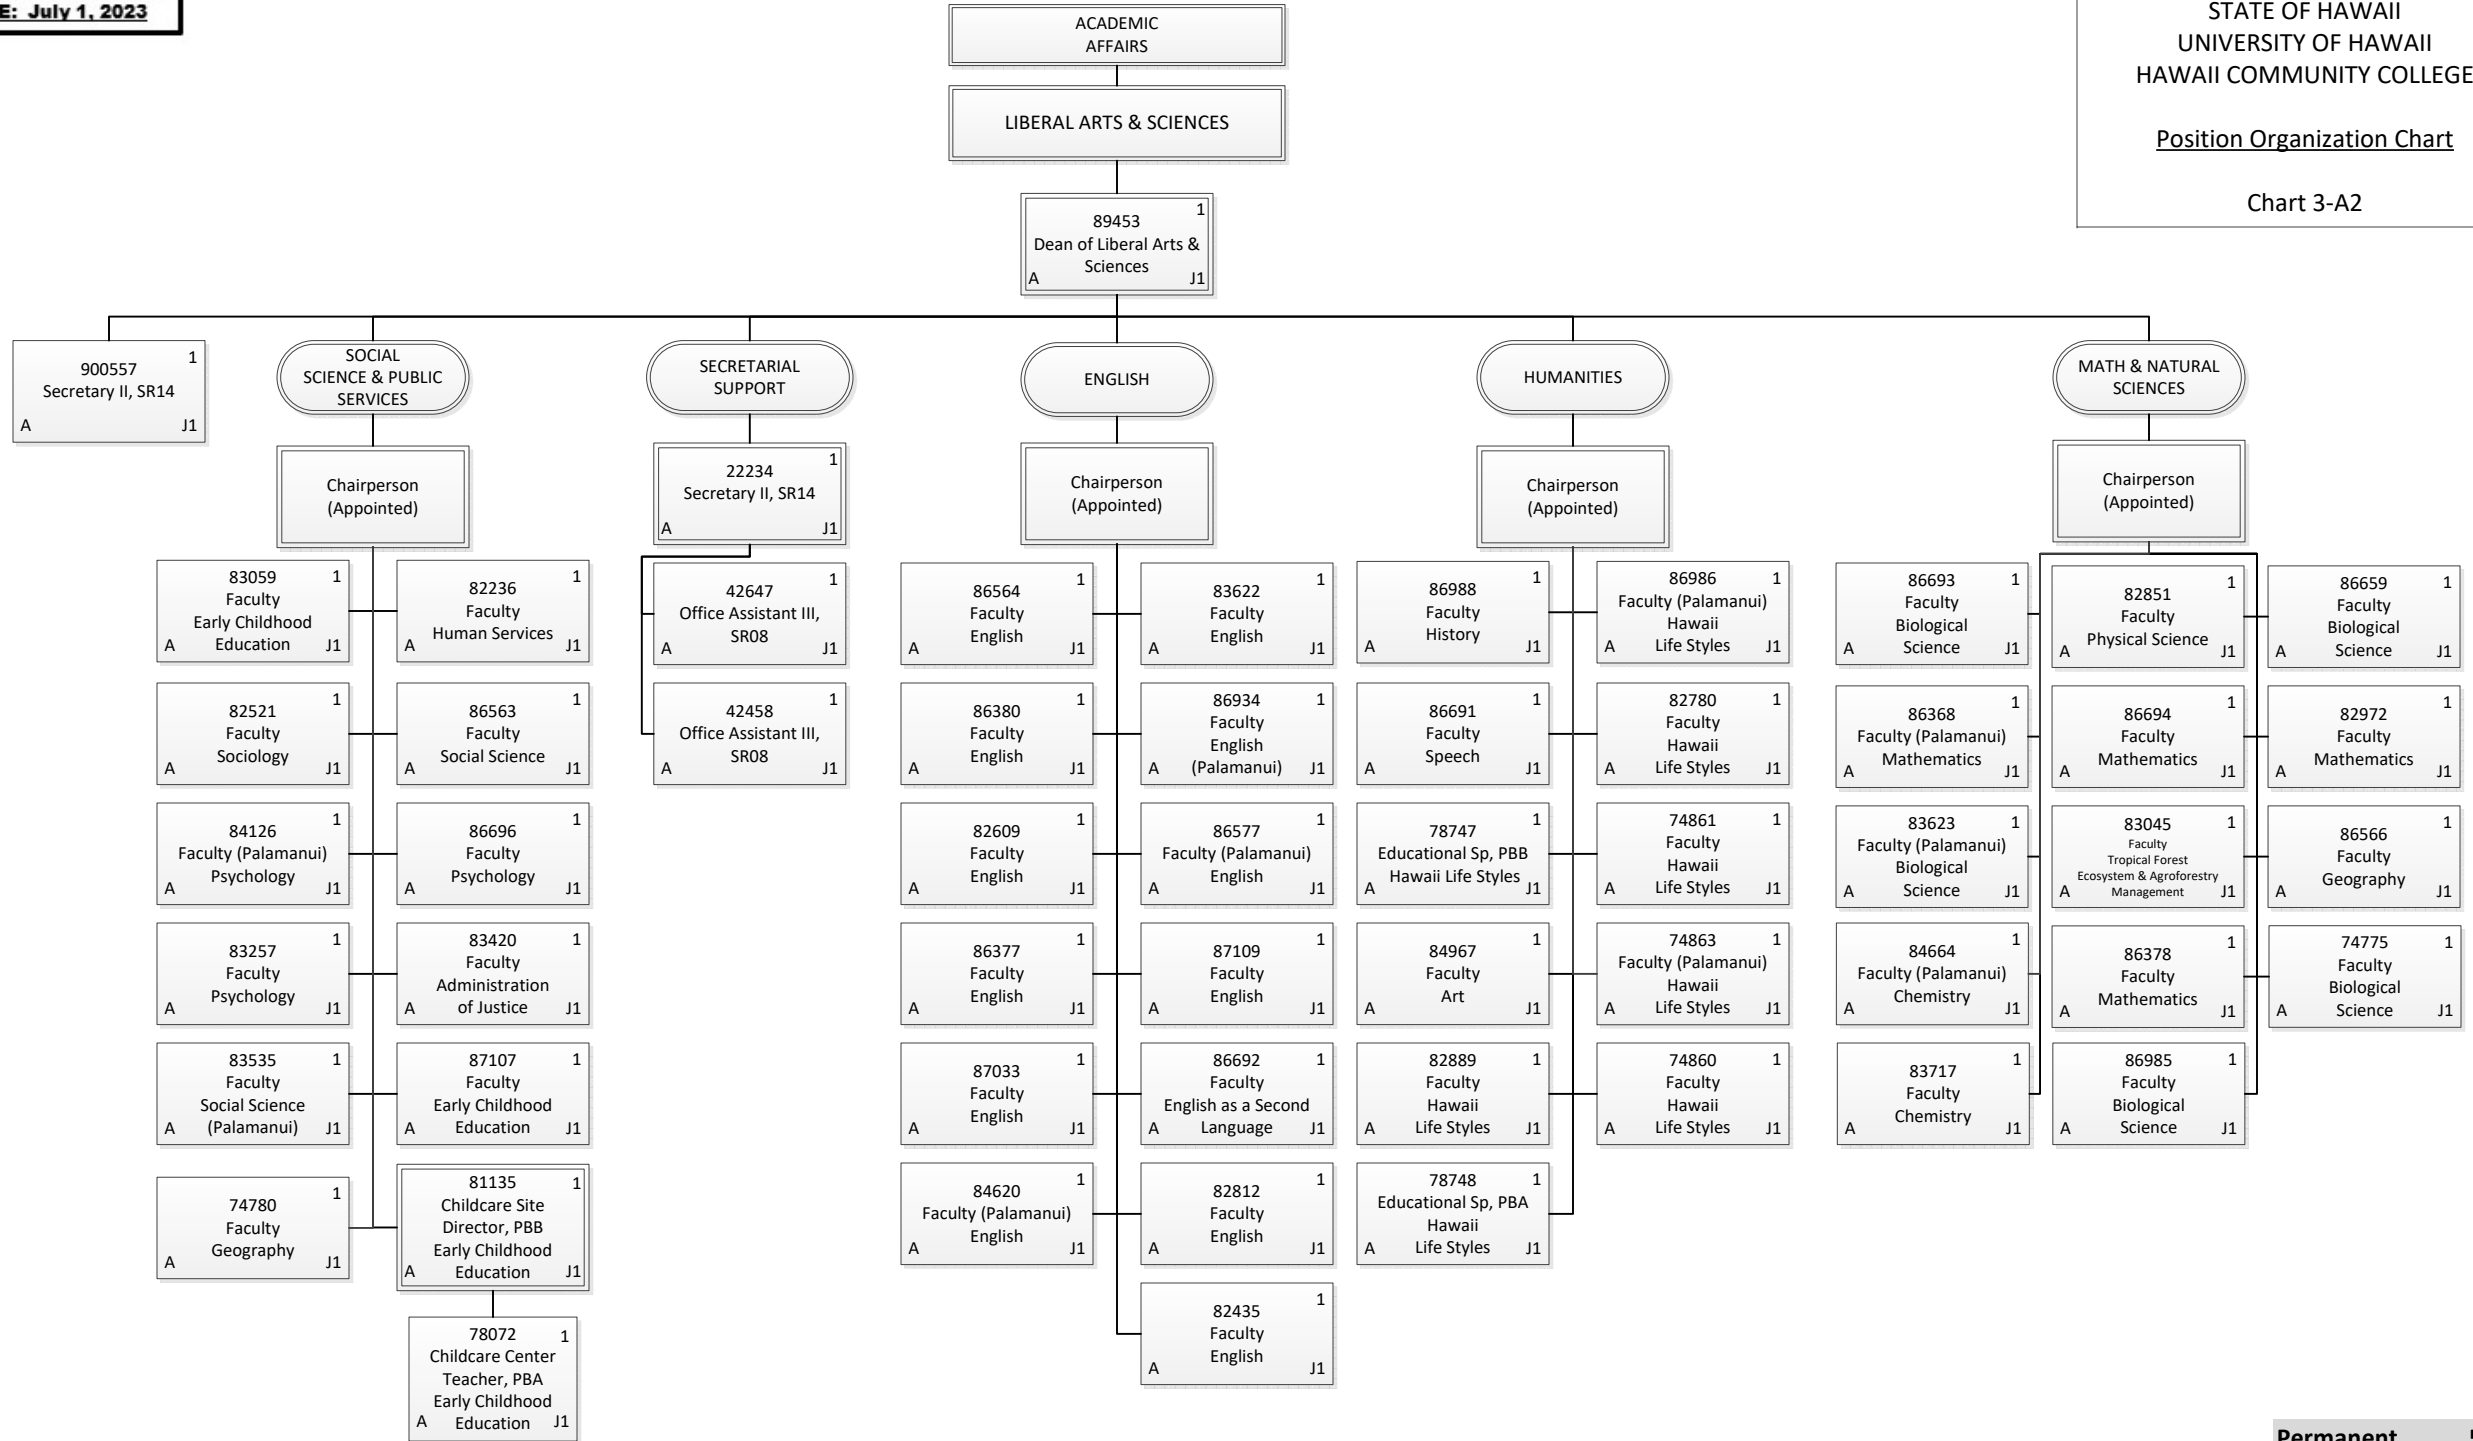 E: July 1, 2023
STATE OF HAWAII
UNIVERSITY OF HAWAII
HAWAII COMMUNITY COLLEGE
Position Organization Chart
Chart 3-A2
ACADEMIC
AFFAIRS
LIBERAL ARTS & SCIENCES
1
89453
Dean of Liberal Arts &
Sciences
A J1
1
900557
Secretary II, SR14
A J1
SOCIAL
SCIENCE & PUBLIC
SERVICES
Chairperson
(Appointed)
83059 1
Faculty
Early Childhood
A Education J1
1
82236
Faculty
Human Services
A J1
1
82521
Faculty
Sociology
A J1
1
86563
Faculty
Social Science
A J1
1
84126
Faculty (Palamanui)
Psychology
A J1
1
86696
Faculty
Psychology
A J1
1
83257
Faculty
Psychology
A J1
83420 1
Faculty
Administration
A of Justice J1
83535 1
Faculty
Social Science
A (Palamanui) J1
87107 1
Faculty
Early Childhood
A Education J1
1
74780
Faculty
Geography
A J1
81135 1
Childcare Site
Director, PBB
Early Childhood
A Education J1
78072 1
Childcare Center
Teacher, PBA
Early Childhood
A Education J1
SECRETARIAL
SUPPORT
1
22234
Secretary II, SR14
A J1
1
42647
Office Assistant III,
SR08
A J1
1
42458
Office Assistant III,
SR08
A J1
ENGLISH
Chairperson
(Appointed)
1
86564
Faculty
English
A J1
1
83622
Faculty
English
A J1
1
86380
Faculty
English
A J1
86934 1
Faculty
English
A (Palamanui) J1
1
82609
Faculty
English
A J1
1
86577
Faculty (Palamanui)
English
A J1
1
86377
Faculty
English
A J1
1
87109
Faculty
English
A J1
1
87033
Faculty
English
A J1
86692 1
Faculty
English as a Second
A Language J1
1
84620
Faculty (Palamanui)
English
A J1
1
82812
Faculty
English
A J1
1
82435
Faculty
English
A J1
HUMANITIES
Chairperson
(Appointed)
1
86988
Faculty
History
A J1
86986 1
Faculty (Palamanui)
Hawaii
A Life Styles J1
1
86691
Faculty
Speech
A J1
82780 1
Faculty
Hawaii
A Life Styles J1
1
78747
Educational Sp, PBB
Hawaii Life Styles
A J1
74861 1
Faculty
Hawaii
A Life Styles J1
1
84967
Faculty
Art
A J1
74863 1
Faculty (Palamanui)
Hawaii
A Life Styles J1
82889 1
Faculty
Hawaii
A Life Styles J1
74860 1
Faculty
Hawaii
A Life Styles J1
78748 1
Educational Sp, PBA
Hawaii
A Life Styles J1
MATH & NATURAL
SCIENCES
Chairperson
(Appointed)
86693 1
Faculty
Biological
A Science J1
1
82851
Faculty
Physical Science
A J1
86659 1
Faculty
Biological
A Science J1
1
86368
Faculty (Palamanui)
Mathematics
A J1
1
86694
Faculty
Mathematics
A J1
1
82972
Faculty
Mathematics
A J1
83623 1
Faculty (Palamanui)
Biological
A Science J1
83045 1
Faculty
Tropical Forest
Ecosystem & Agroforestry
A Management J1
1
86566
Faculty
Geography
A J1
1
84664
Faculty (Palamanui)
Chemistry
A J1
1
86378
Faculty
Mathematics
A J1
74775 1
Faculty
Biological
A Science J1
1
83717
Faculty
Chemistry
A J1
86985 1
Faculty
Biological
A Science J1
Permanent